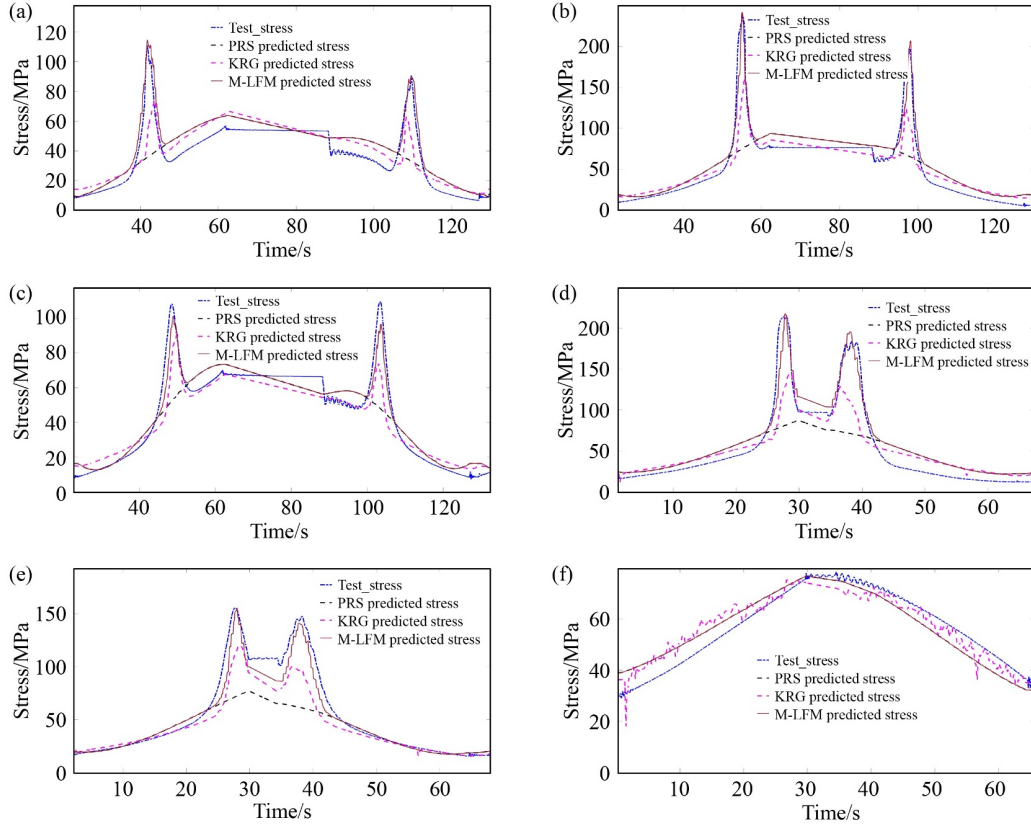 (a)
Stress/MPa
120
100
80
60
40
20
0
Test_stress
PRS predicted stress
KRG predicted stress
M-LFM predicted stress
40 60 80 100 120
Time/s
(b)
Stress/MPa
200
150
100
50
0
Test_stress
PRS predicted stress
KRG predicted stress
M-LFM predicted stress
40 60 80 100 120
Time/s
(c)
Stress/MPa
100
80
60
40
20
0
Test_stress
PRS predicted stress
KRG predicted stress
M-LFM predicted stress
40 60 80 100 120
Time/s
(d)
Stress/MPa
200
150
100
50
0
Test_stress
PRS predicted stress
KRG predicted stress
M-LFM predicted stress
10 20 30 40 50 60
Time/s
(e)
Stress/MPa
150
100
50
0
Test_stress
PRS predicted stress
KRG predicted stress
M-LFM predicted stress
10 20 30 40 50 60
Time/s
(f)
Stress/MPa
60
40
20
0
Test_stress
PRS predicted stress
KRG predicted stress
M-LFM predicted stress
10 20 30 40 50 60
Time/s